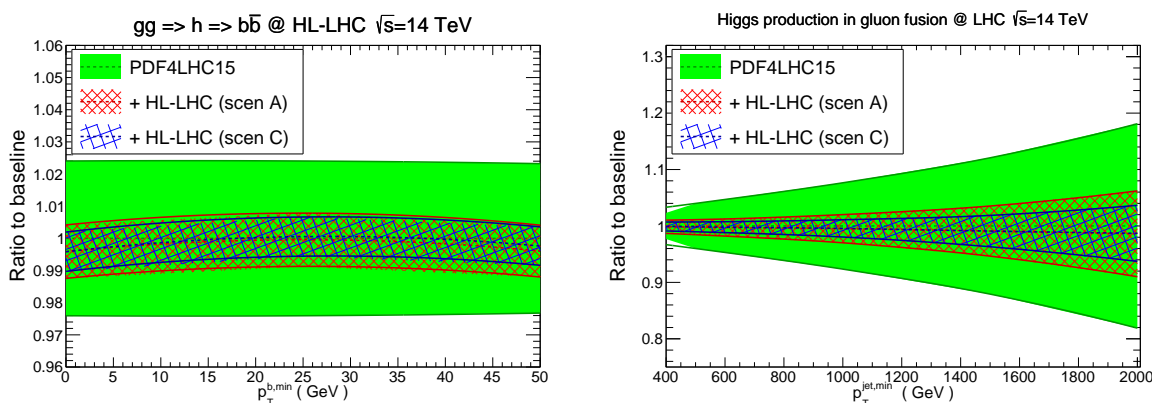 gg => h => bb̄ @ HL-LHC √s=14 TeV
Ratio to baseline
1.06
1.05
1.04
1.03
1.02
1.01
1
0.99
0.98
0.97
0.96
PDF4LHC15
+ HL-LHC (scen A)
+ HL-LHC (scen C)
0 5 10 15 20 25 30 35 40 45 50
p_T^{b,min} ( GeV )
Higgs production in gluon fusion @ LHC √s=14 TeV
Ratio to baseline
1.3
1.2
1.1
1
0.9
0.8
PDF4LHC15
+ HL-LHC (scen A)
+ HL-LHC (scen C)
400 600 800 1000 1200 1400 1600 1800 2000
p_T^{jet,min} ( GeV )